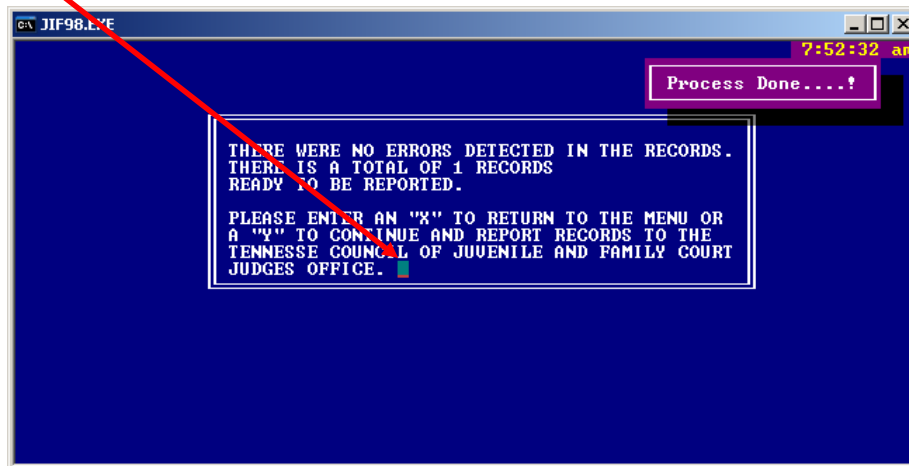 JIF98.EXE
7:52:32 am
Process Done....!
THERE WERE NO ERRORS DETECTED IN THE RECORDS.
THERE IS A TOTAL OF 1 RECORDS
READY TO BE REPORTED.
PLEASE ENTER AN "X" TO RETURN TO THE MENU OR
A "Y" TO CONTINUE AND REPORT RECORDS TO THE
TENNESSE COUNCIL OF JUVENILE AND FAMILY COURT
JUDGES OFFICE.